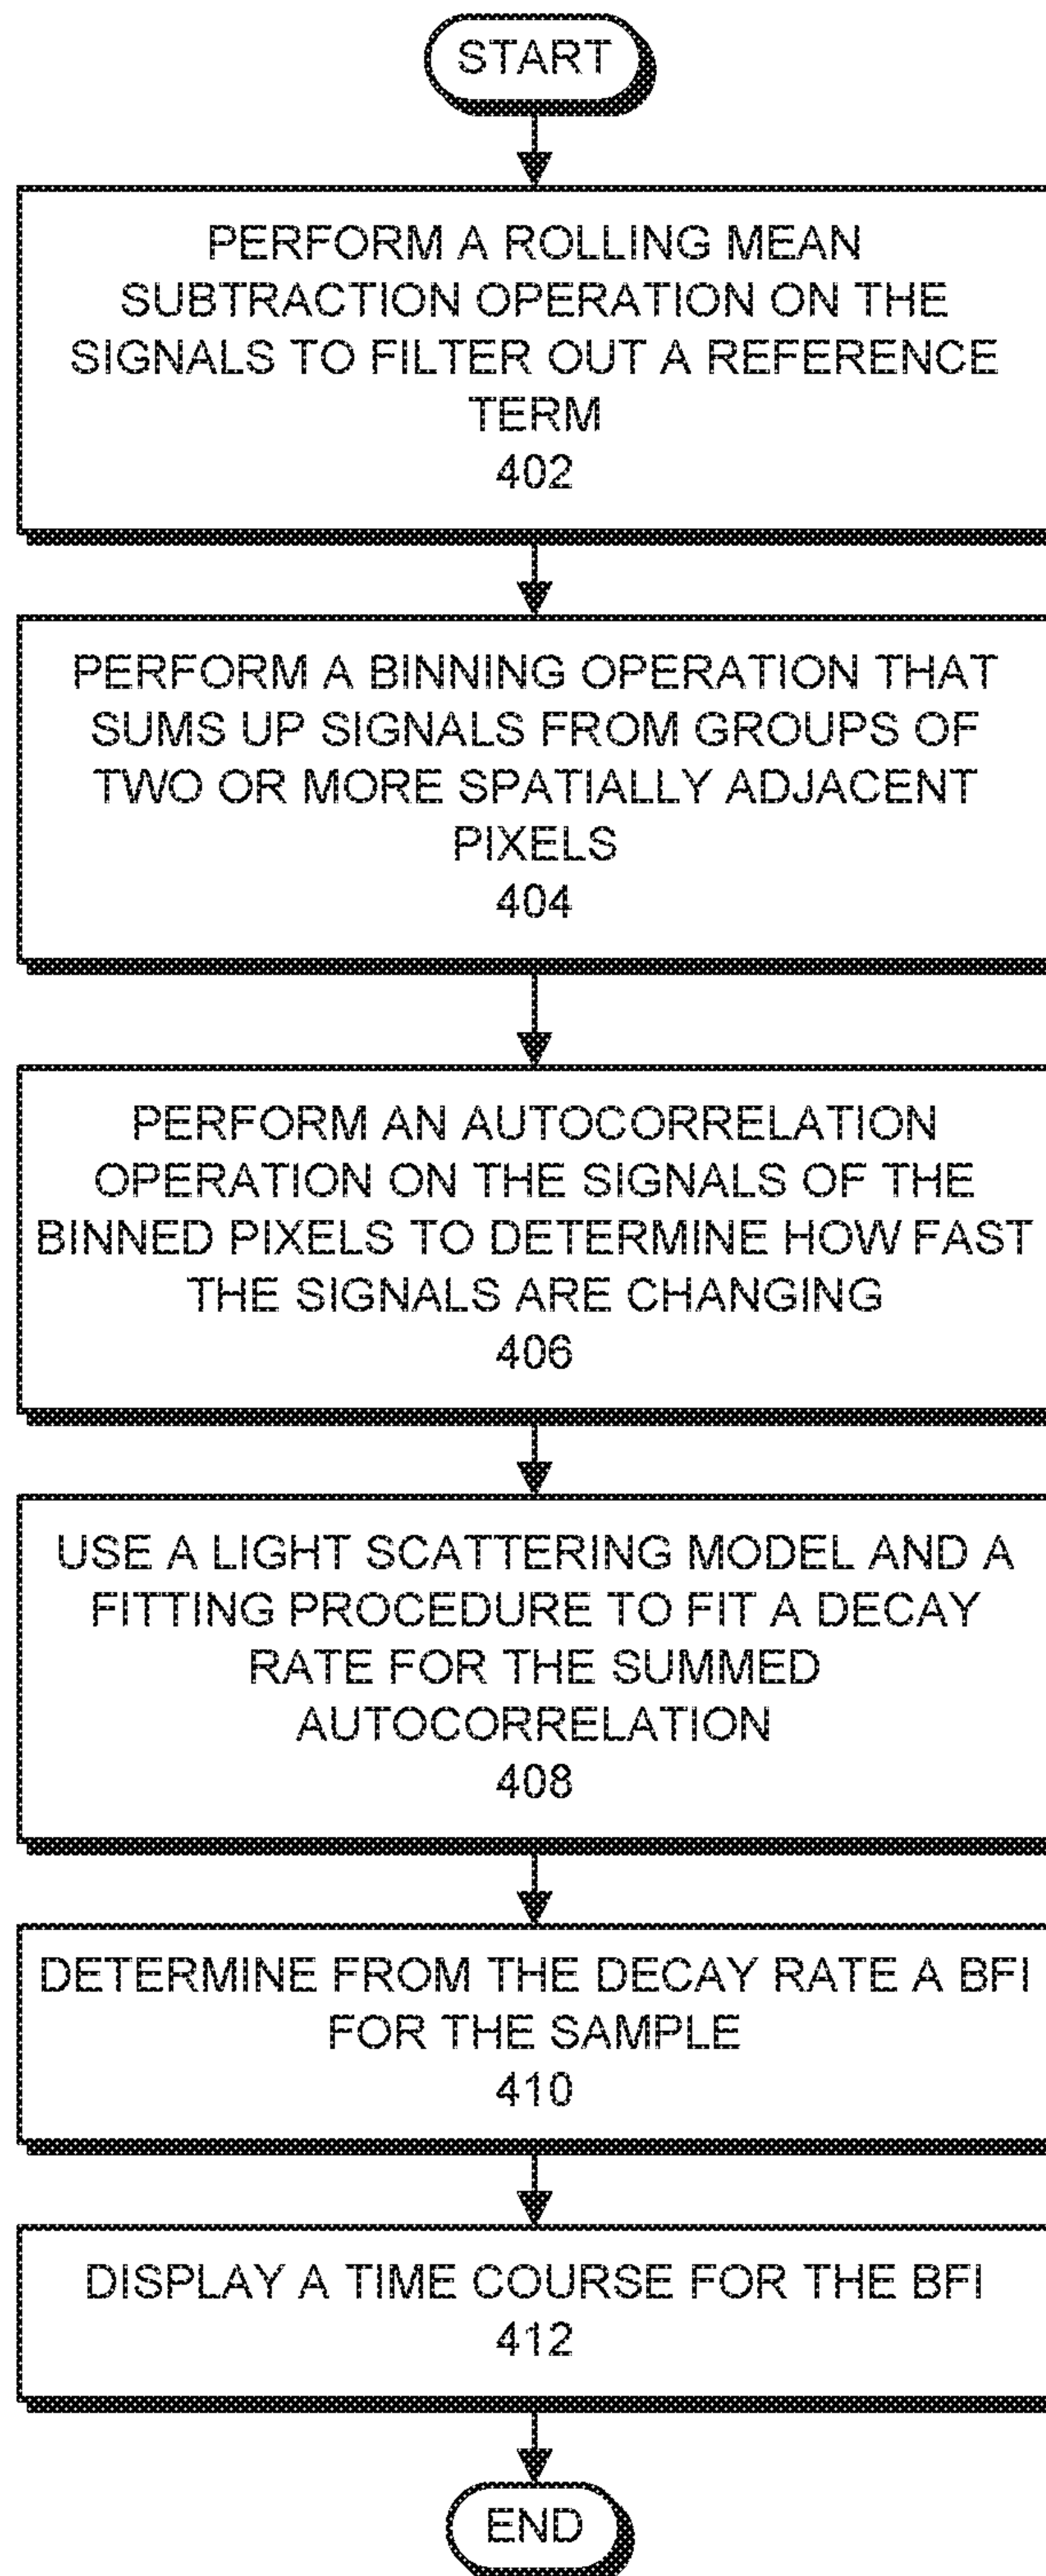 START
PERFORM A ROLLING MEAN
SUBTRACTION OPERATION ON THE
SIGNALS TO FILTER OUT A REFERENCE
TERM
402
PERFORM A BINNING OPERATION THAT
SUMS UP SIGNALS FROM GROUPS OF
TWO OR MORE SPATIALLY ADJACENT
PIXELS
404
PERFORM AN AUTOCORRELATION
OPERATION ON THE SIGNALS OF THE
BINNED PIXELS TO DETERMINE HOW FAST
THE SIGNALS ARE CHANGING
406
USE A LIGHT SCATTERING MODEL AND A
FITTING PROCEDURE TO FIT A DECAY
RATE FOR THE SUMMED
AUTOCORRELATION
408
DETERMINE FROM THE DECAY RATE A BFI
FOR THE SAMPLE
410
DISPLAY A TIME COURSE FOR THE BFI
412
END